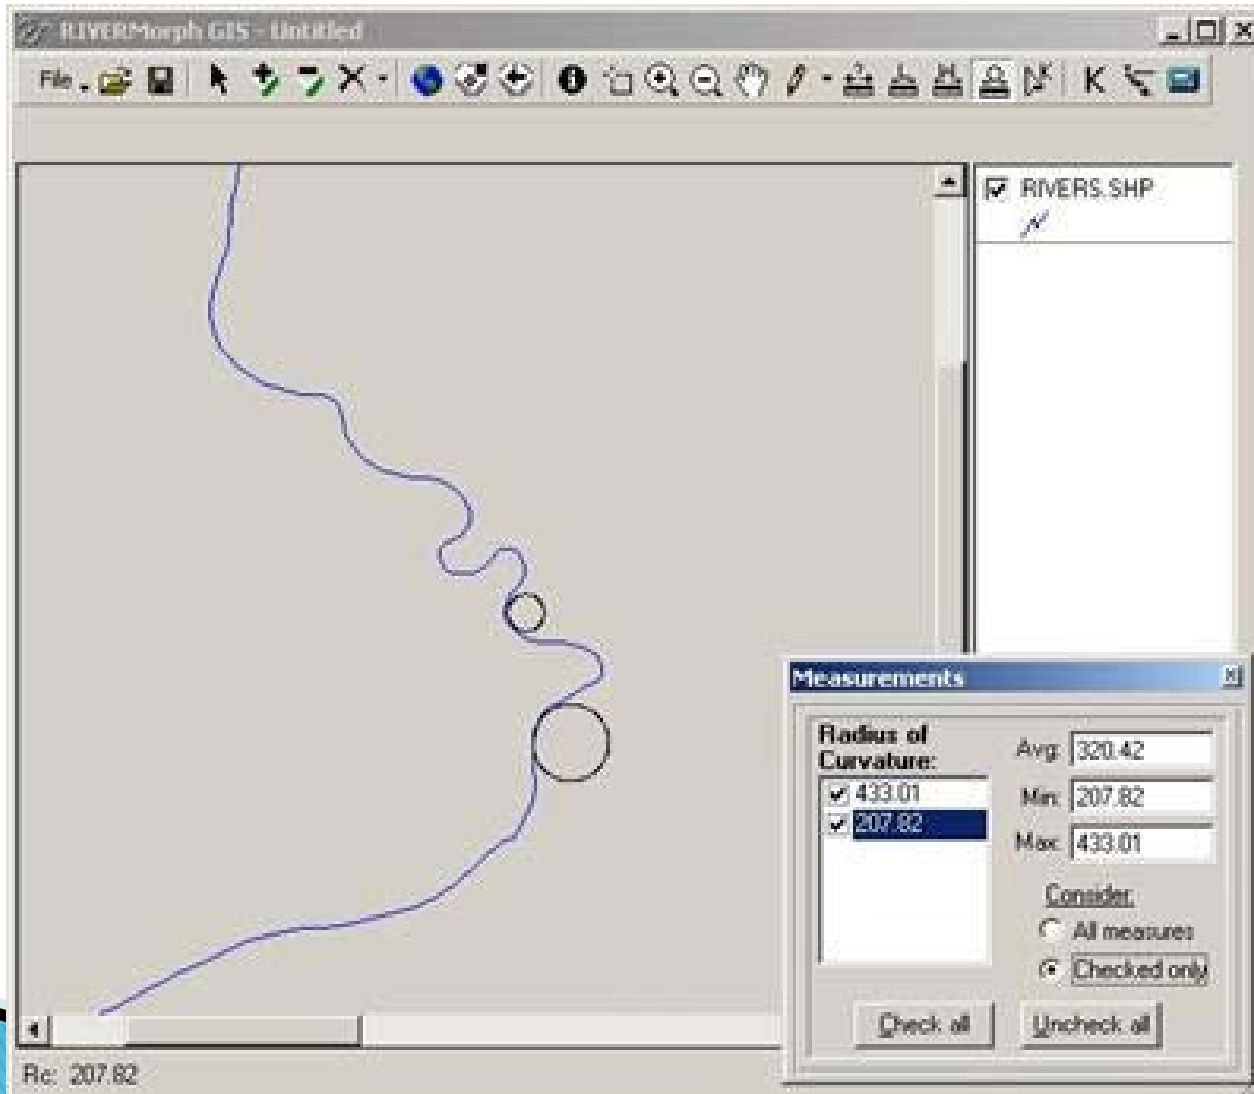 RIVERMorph GIS - Untitled
File
K
RIVERS.SHP
Measurements
Radius of
Curvature:
433.01
207.82
Avg: 320.42
Min: 207.82
Max: 433.01
Consider:
All measures
Checked only
Check all
Uncheck all
Rc: 207.82